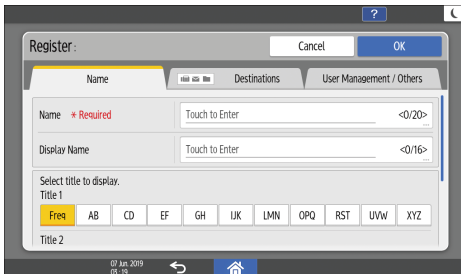 ?
Register :
Cancel
OK
Name
Destinations
User Management / Others
Name * Required
Touch to Enter
<0/20>
...
Display Name
Touch to Enter
<0/16>
...
Select title to display.
Title 1
Freq AB CD EF GH IJK LMN OPQ RST UVW XYZ
Title 2
07 Jun. 2019
03 : 19